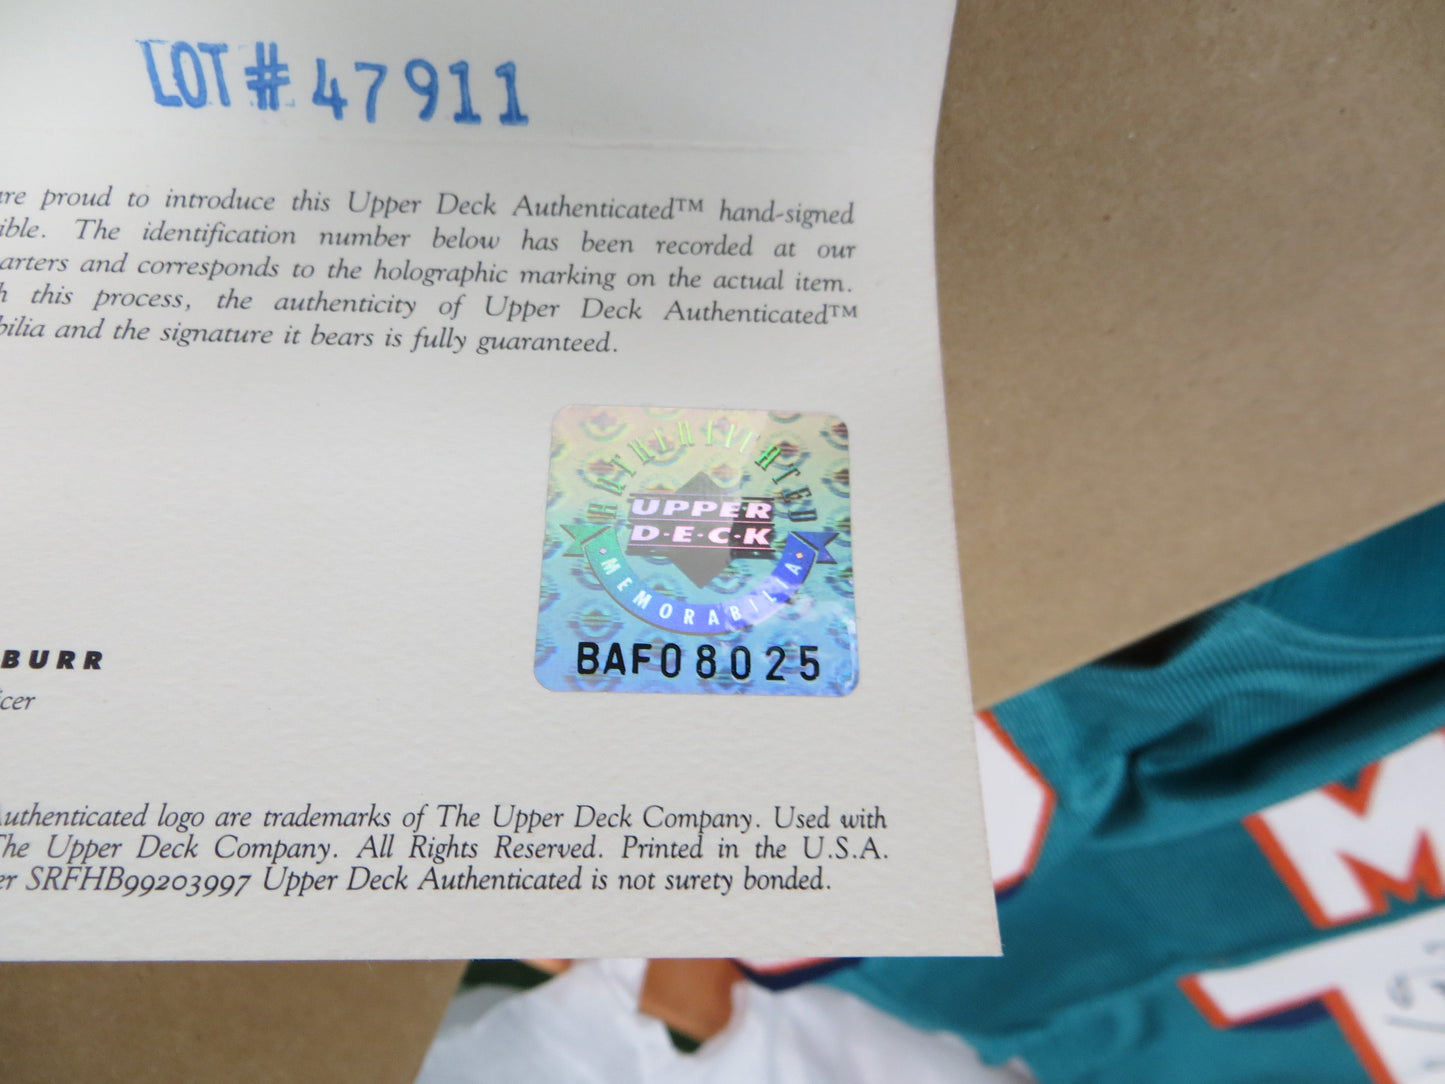 LOT # 47911
are proud to introduce this Upper Deck Authenticated™ hand-signed
ible. The identification number below has been recorded at our
arters and corresponds to the holographic marking on the actual item.
h this process, the authenticity of Upper Deck Authenticated™
bilia and the signature it bears is fully guaranteed.
AUTHENTICATED
UPPER
D·E·C·K
·MEMORABILIA·
BAF08025
BURR
icer
Authenticated logo are trademarks of The Upper Deck Company. Used with
The Upper Deck Company. All Rights Reserved. Printed in the U.S.A.
er SRFHB99203997 Upper Deck Authenticated is not surety bonded.
M